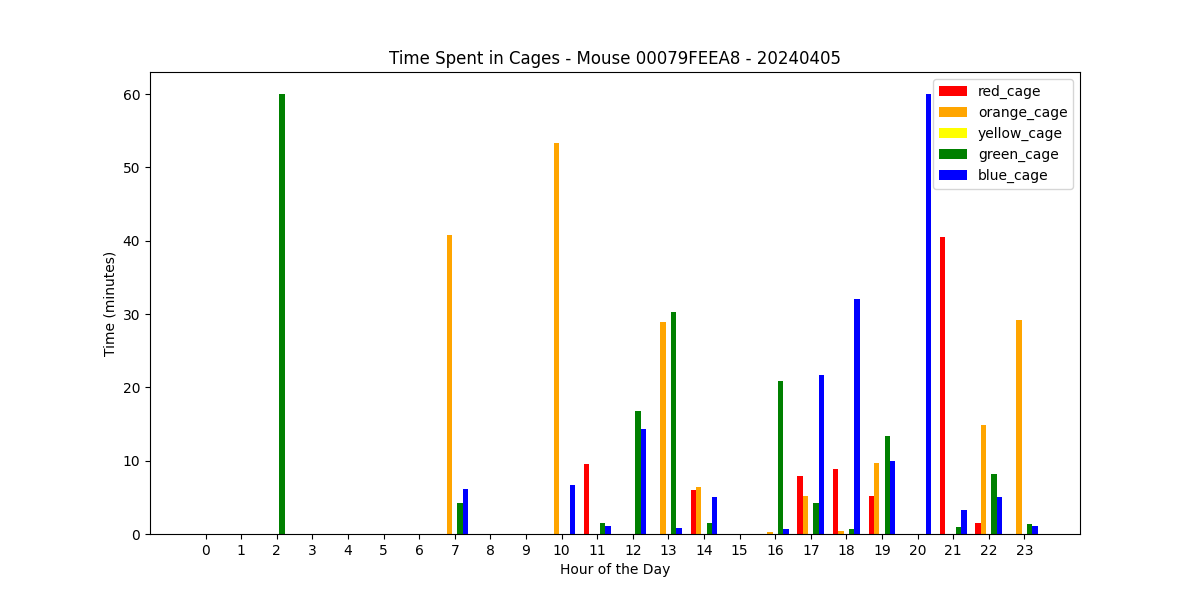 Time Spent in Cages - Mouse 00079FEEA8 - 20240405
red_cage
orange_cage
yellow_cage
green_cage
blue_cage
Time (minutes)
60
50
40
30
20
10
0
0 1 2 3 4 5 6 7 8 9 10 11 12 13 14 15 16 17 18 19 20 21 22 23
Hour of the Day